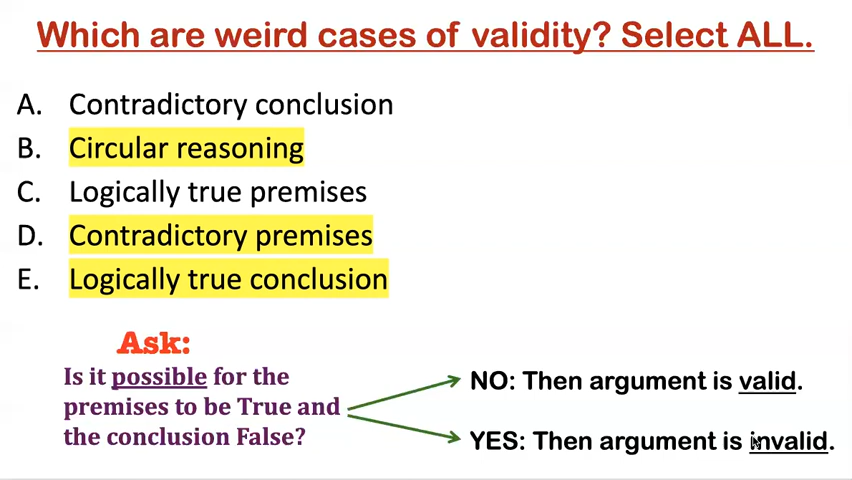 Which are weird cases of validity? Select ALL.
A. Contradictory conclusion
B. Circular reasoning
C. Logically true premises
D. Contradictory premises
E. Logically true conclusion
Ask:
Is it possible for the
premises to be True and
the conclusion False?
NO: Then argument is valid.
YES: Then argument is invalid.